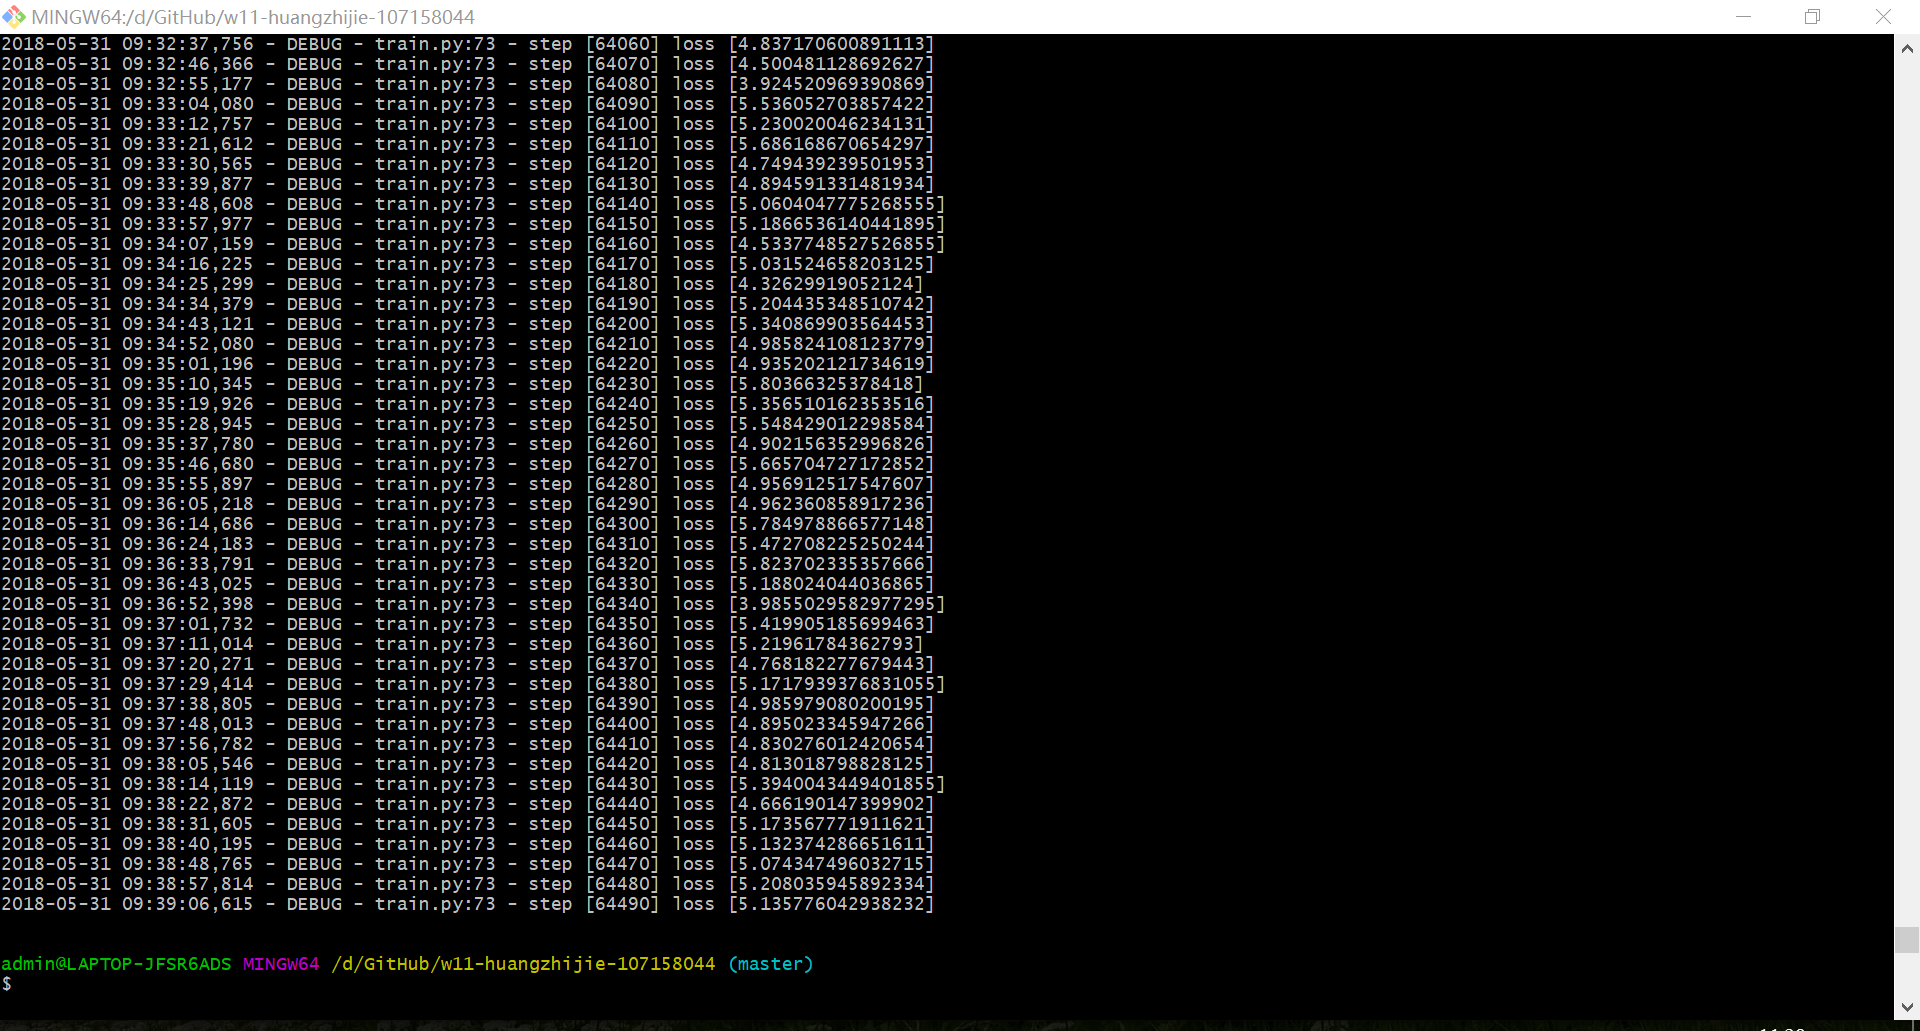 MINGW64:/d/GitHub/w11-huangzhijie-107158044
2018-05-31 09:32:37,756 - DEBUG - train.py:73 - step [64060] loss [4.837170600891113]
2018-05-31 09:32:46,366 - DEBUG - train.py:73 - step [64070] loss [4.500481128692627]
2018-05-31 09:32:55,177 - DEBUG - train.py:73 - step [64080] loss [3.924520969390869]
2018-05-31 09:33:04,080 - DEBUG - train.py:73 - step [64090] loss [5.536052703857422]
2018-05-31 09:33:12,757 - DEBUG - train.py:73 - step [64100] loss [5.230020046234131]
2018-05-31 09:33:21,612 - DEBUG - train.py:73 - step [64110] loss [5.686168670654297]
2018-05-31 09:33:30,565 - DEBUG - train.py:73 - step [64120] loss [4.749439239501953]
2018-05-31 09:33:39,877 - DEBUG - train.py:73 - step [64130] loss [4.894591331481934]
2018-05-31 09:33:48,608 - DEBUG - train.py:73 - step [64140] loss [5.0604047775268555]
2018-05-31 09:33:57,977 - DEBUG - train.py:73 - step [64150] loss [5.1866536140441895]
2018-05-31 09:34:07,159 - DEBUG - train.py:73 - step [64160] loss [4.5337748527526855]
2018-05-31 09:34:16,225 - DEBUG - train.py:73 - step [64170] loss [5.031524658203125]
2018-05-31 09:34:25,299 - DEBUG - train.py:73 - step [64180] loss [4.32629919052124]
2018-05-31 09:34:34,379 - DEBUG - train.py:73 - step [64190] loss [5.204435348510742]
2018-05-31 09:34:43,121 - DEBUG - train.py:73 - step [64200] loss [5.340869903564453]
2018-05-31 09:34:52,080 - DEBUG - train.py:73 - step [64210] loss [4.985824108123779]
2018-05-31 09:35:01,196 - DEBUG - train.py:73 - step [64220] loss [4.935202121734619]
2018-05-31 09:35:10,345 - DEBUG - train.py:73 - step [64230] loss [5.80366325378418]
2018-05-31 09:35:19,926 - DEBUG - train.py:73 - step [64240] loss [5.356510162353516]
2018-05-31 09:35:28,945 - DEBUG - train.py:73 - step [64250] loss [5.548429012298584]
2018-05-31 09:35:37,780 - DEBUG - train.py:73 - step [64260] loss [4.902156352996826]
2018-05-31 09:35:46,680 - DEBUG - train.py:73 - step [64270] loss [5.665704727172852]
2018-05-31 09:35:55,897 - DEBUG - train.py:73 - step [64280] loss [4.956912517547607]
2018-05-31 09:36:05,218 - DEBUG - train.py:73 - step [64290] loss [4.962360858917236]
2018-05-31 09:36:14,686 - DEBUG - train.py:73 - step [64300] loss [5.784978866577148]
2018-05-31 09:36:24,183 - DEBUG - train.py:73 - step [64310] loss [5.472708225250244]
2018-05-31 09:36:33,791 - DEBUG - train.py:73 - step [64320] loss [5.823702335357666]
2018-05-31 09:36:43,025 - DEBUG - train.py:73 - step [64330] loss [5.188024044036865]
2018-05-31 09:36:52,398 - DEBUG - train.py:73 - step [64340] loss [3.9855029582977295]
2018-05-31 09:37:01,732 - DEBUG - train.py:73 - step [64350] loss [5.419905185699463]
2018-05-31 09:37:11,014 - DEBUG - train.py:73 - step [64360] loss [5.21961784362793]
2018-05-31 09:37:20,271 - DEBUG - train.py:73 - step [64370] loss [4.768182277679443]
2018-05-31 09:37:29,414 - DEBUG - train.py:73 - step [64380] loss [5.1717939376831055]
2018-05-31 09:37:38,805 - DEBUG - train.py:73 - step [64390] loss [4.985979080200195]
2018-05-31 09:37:48,013 - DEBUG - train.py:73 - step [64400] loss [4.895023345947266]
2018-05-31 09:37:56,782 - DEBUG - train.py:73 - step [64410] loss [4.830276012420654]
2018-05-31 09:38:05,546 - DEBUG - train.py:73 - step [64420] loss [4.813018798828125]
2018-05-31 09:38:14,119 - DEBUG - train.py:73 - step [64430] loss [5.3940043449401855]
2018-05-31 09:38:22,872 - DEBUG - train.py:73 - step [64440] loss [4.666190147399902]
2018-05-31 09:38:31,605 - DEBUG - train.py:73 - step [64450] loss [5.173567771911621]
2018-05-31 09:38:40,195 - DEBUG - train.py:73 - step [64460] loss [5.132374286651611]
2018-05-31 09:38:48,765 - DEBUG - train.py:73 - step [64470] loss [5.074347496032715]
2018-05-31 09:38:57,814 - DEBUG - train.py:73 - step [64480] loss [5.208035945892334]
2018-05-31 09:39:06,615 - DEBUG - train.py:73 - step [64490] loss [5.135776042938232]
admin@LAPTOP-JFSR6ADS MINGW64 /d/GitHub/w11-huangzhijie-107158044 (master)
$